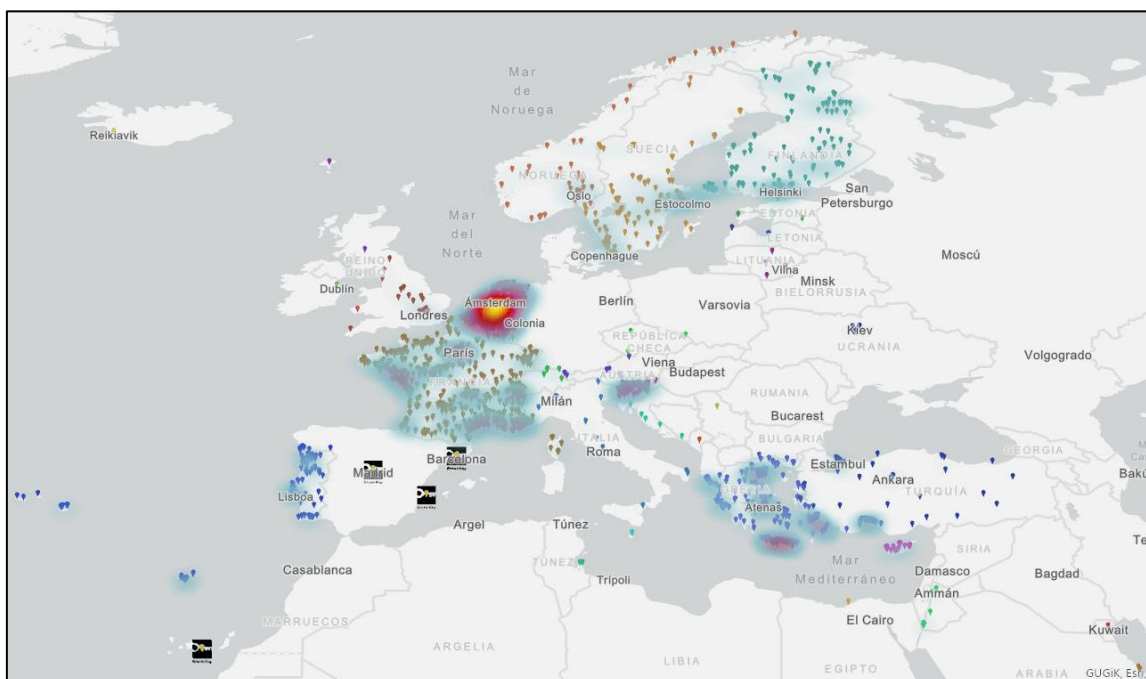 Mar
de
Noruega
Reikiavik
SUECIA
FINLANDIA
NORUEGA
Oslo
Estocolmo
Helsinki
San
Petersburgo
ESTONIA
Mar
del
Norte
LETONIA
Moscú
Copenhague
LITUANIA
Vilna
REINO
UNIDO
Minsk
Dublín
BIELORRUSIA
Ámsterdam
Berlín
Varsovia
Londres
Colonia
Kiev
REPÚBLICA
CHECA
UCRANIA
París
Viena
Volgogrado
FRANCIA
AUSTRIA
Budapest
Milán
RUMANIA
Bucarest
ITALIA
BULGARIA
GEORGIA
Barcelona
Roma
Madrid
Estambul
Ankara
Lisboa
GRECIA
TURQUÍA
Atenas
Argel
Túnez
SIRIA
Mar
Mediterráneo
Damasco
Bagdad
Casablanca
TÚNEZ
Trípoli
Ammán
El Cairo
MARRUECOS
Kuwait
ARGELIA
LIBIA
EGIPTO
ARABIA
GUGiK, Esri